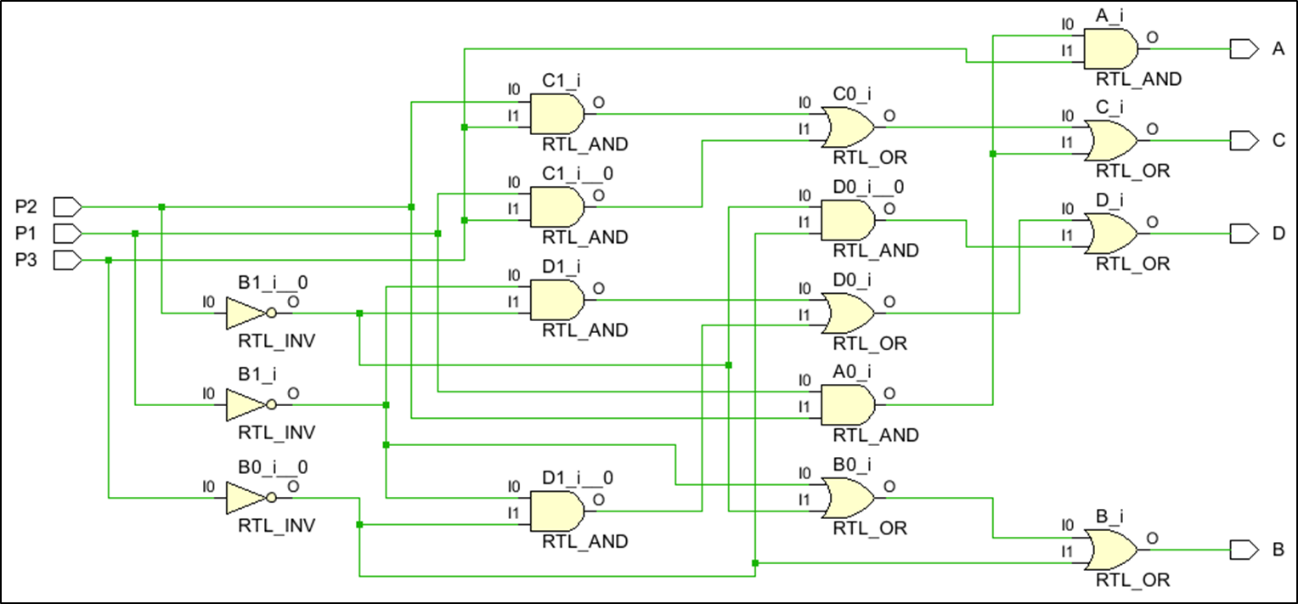 A_i
I0 O
I1 A
RTL_AND
C1_i
I0 O
I1
RTL_AND
C0_i
I0 O
I1
RTL_OR
C_i
I0 O
I1 C
RTL_OR
C1_i__0
I0 O
I1
RTL_AND
D0_i__0
I0 O
I1
RTL_AND
D_i
I0 O
I1 D
RTL_OR
P2
P1
P3
B1_i__0
I0 O
RTL_INV
D1_i
I0 O
I1
RTL_AND
D0_i
I0 O
I1
RTL_OR
B1_i
I0 O
RTL_INV
A0_i
I0 O
I1
RTL_AND
B0_i__0
I0 O
RTL_INV
D1_i__0
I0 O
I1
RTL_AND
B0_i
I0 O
I1
RTL_OR
B_i
I0 O
I1 B
RTL_OR